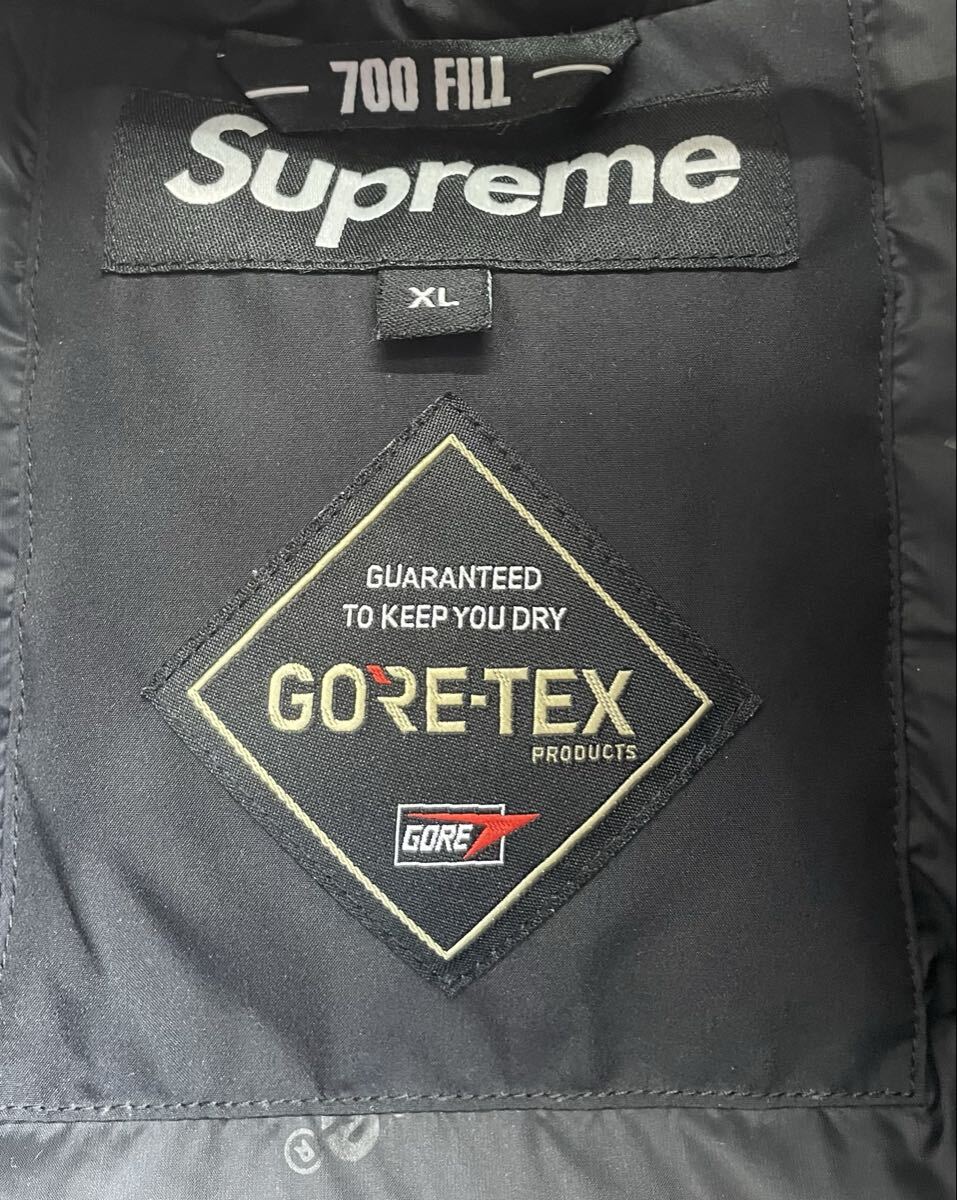 700 FILL
Supreme
XL
GUARANTEED
TO KEEP YOU DRY
GORE-TEX
PRODUCTS
GORE
®